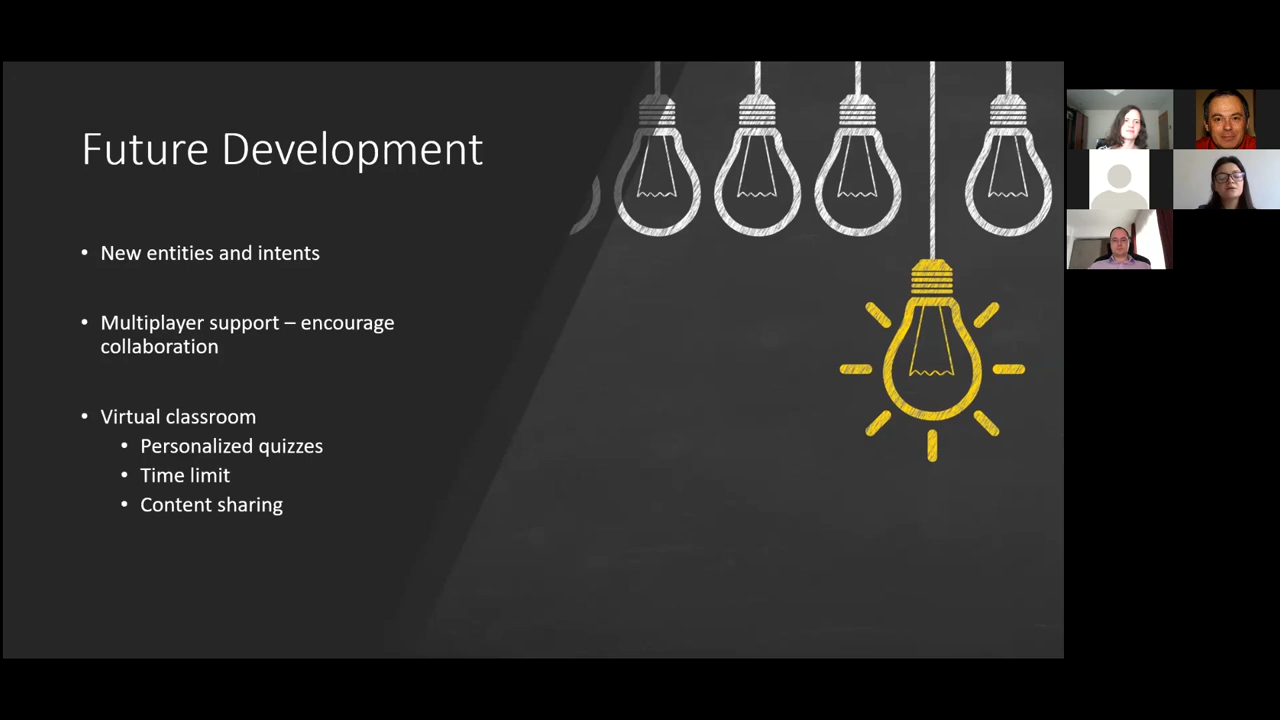 Future Development
• New entities and intents
• Multiplayer support – encourage
collaboration
• Virtual classroom
• Personalized quizzes
• Time limit
• Content sharing